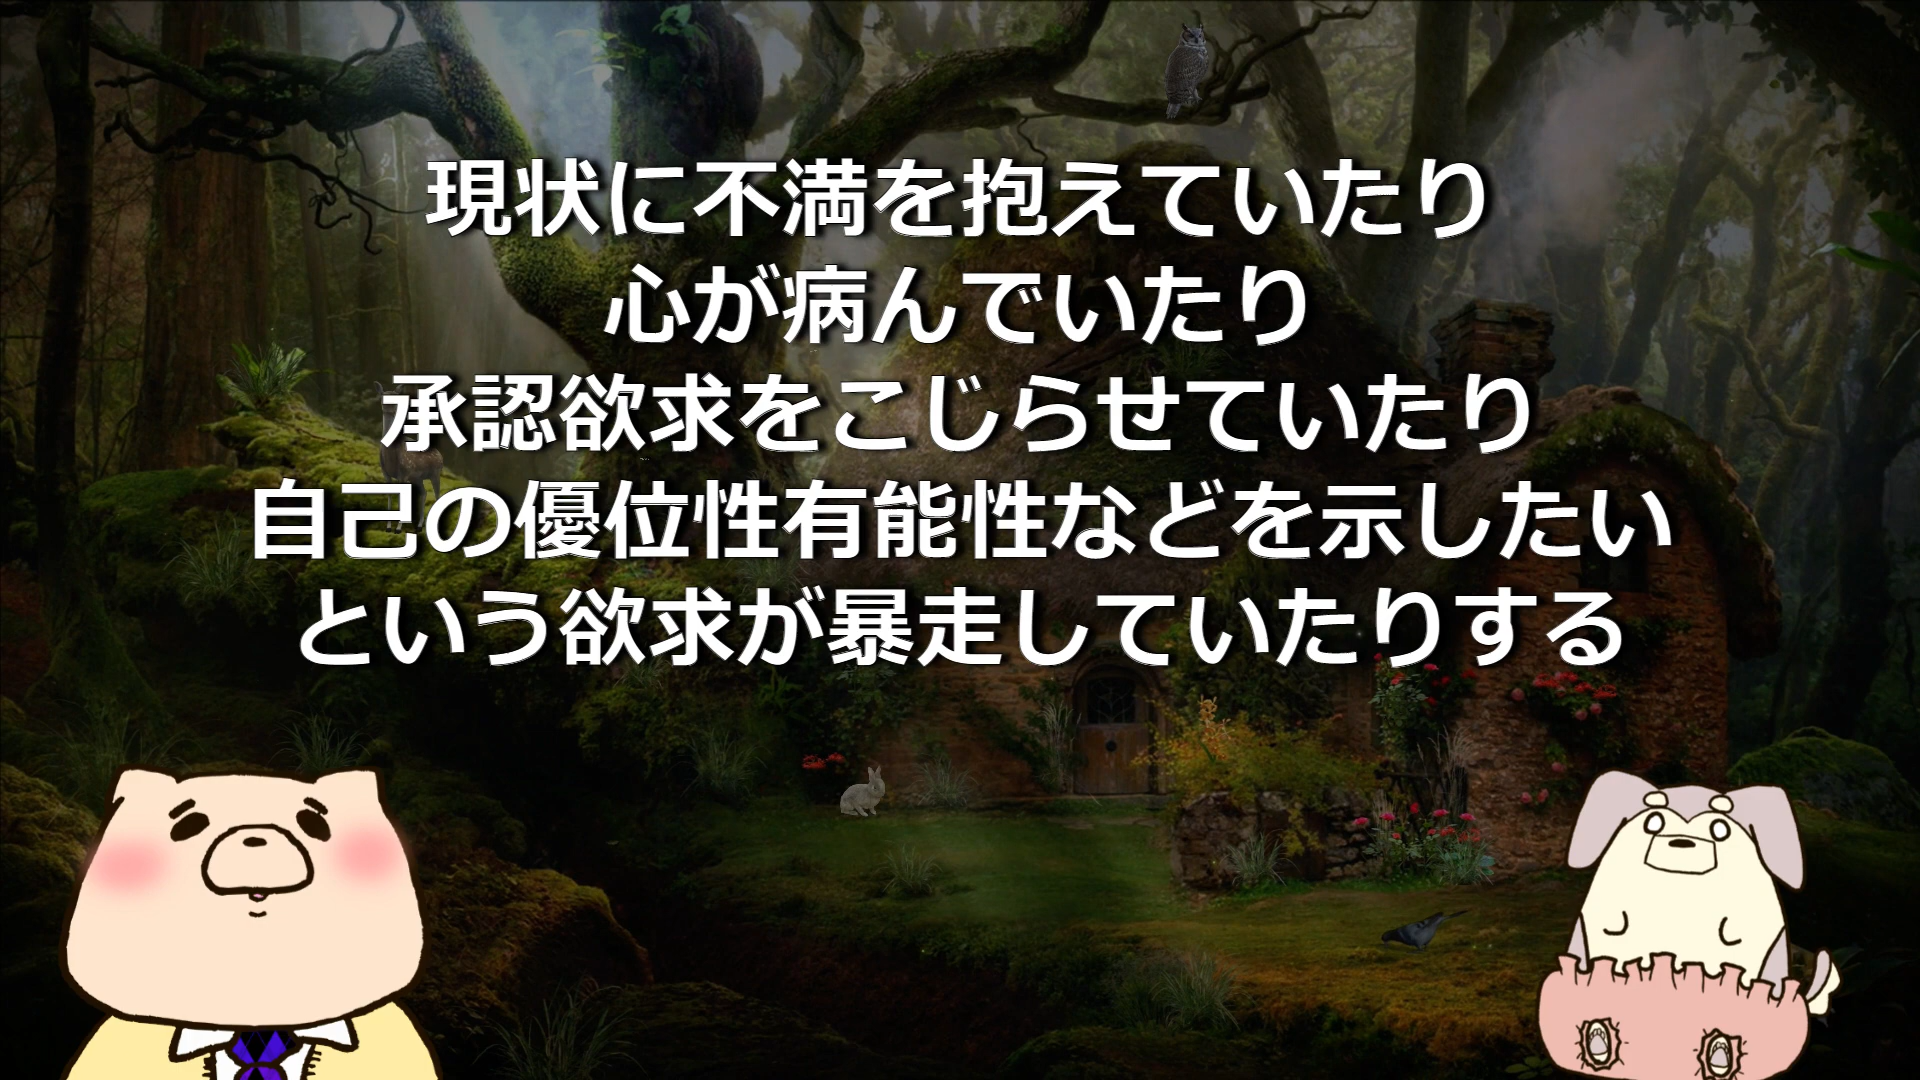 現状に不満を抱えていたり
心が病んでいたり
承認欲求をこじらせていたり
自己の優位性有能性などを示したい
という欲求が暴走していたりする